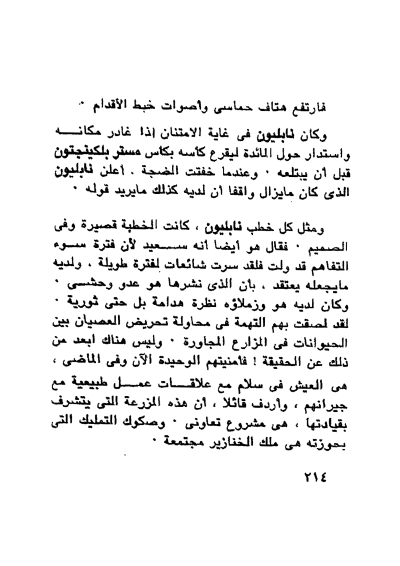 فارتفع هتاف حماسى وأصوات خبط الأقدام ٠
وكان نابليون فى غاية الامتنان إذا غادر مكانـــه
واستدار حول المائدة ليقرع كأسه بكأس مستر بلكينجتون
قبل أن يبتلعه ٠ وعندما خفتت الضجة . أعلن نابليون
الذى كان مايزال واقفا أن لديه كذلك مايريد قوله ٠
ومثل كل خطب نابليون ، كانت الخطبة قصيرة وفى
الصميم ٠ فقال هو أيضا أنه ســـعيد لأن فترة ســوء
التفاهم قد ولت فلقد سرت شائعات لفترة طويلة ، ولديه
مايجعله يعتقد ، بأن الذى نشرها هو عدو وحشــى ٠
وكان لديه هو وزملاؤه نظرة هدامة بل حتى ثورية ٠
لقد لصقت بهم التهمة فى محاولة تحريض العصيان بين
الحيوانات فى المزارع المجاورة ٠ وليس هناك ابعد من
ذلك عن الحقيقة ! فأمنيتهم الوحيدة الآن وفى الماضى ،
هى العيش فى سلام مع علاقـــات عمــل طبيعية مع
جيرانهم ، وأردف قائلا ، أن هذه المزرعة التى يتشرف
بقيادتها ، هى مشروع تعاونى ٠ وصكوك التمليك التى
بحوزته هى ملك الخنازير مجتمعة ٠
٢١٤